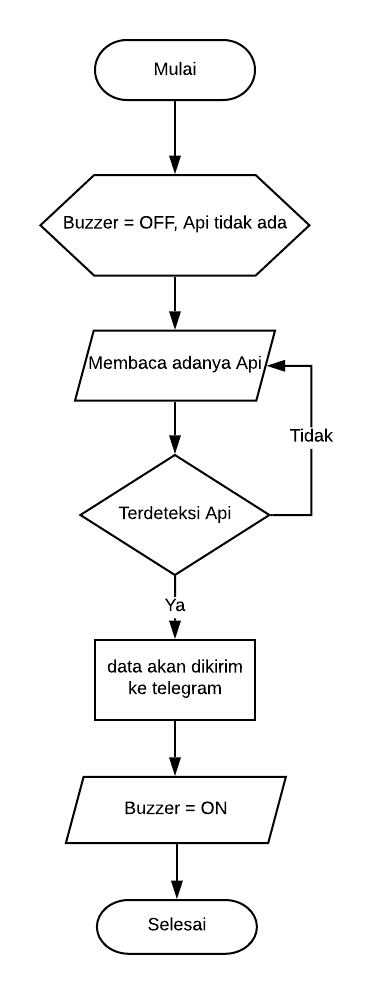 Mulai
Buzzer = OFF, Api tidak ada
Membaca adanya Api
Tidak
Terdeteksi Api
Ya
data akan dikirim
ke telegram
Buzzer = ON
Selesai